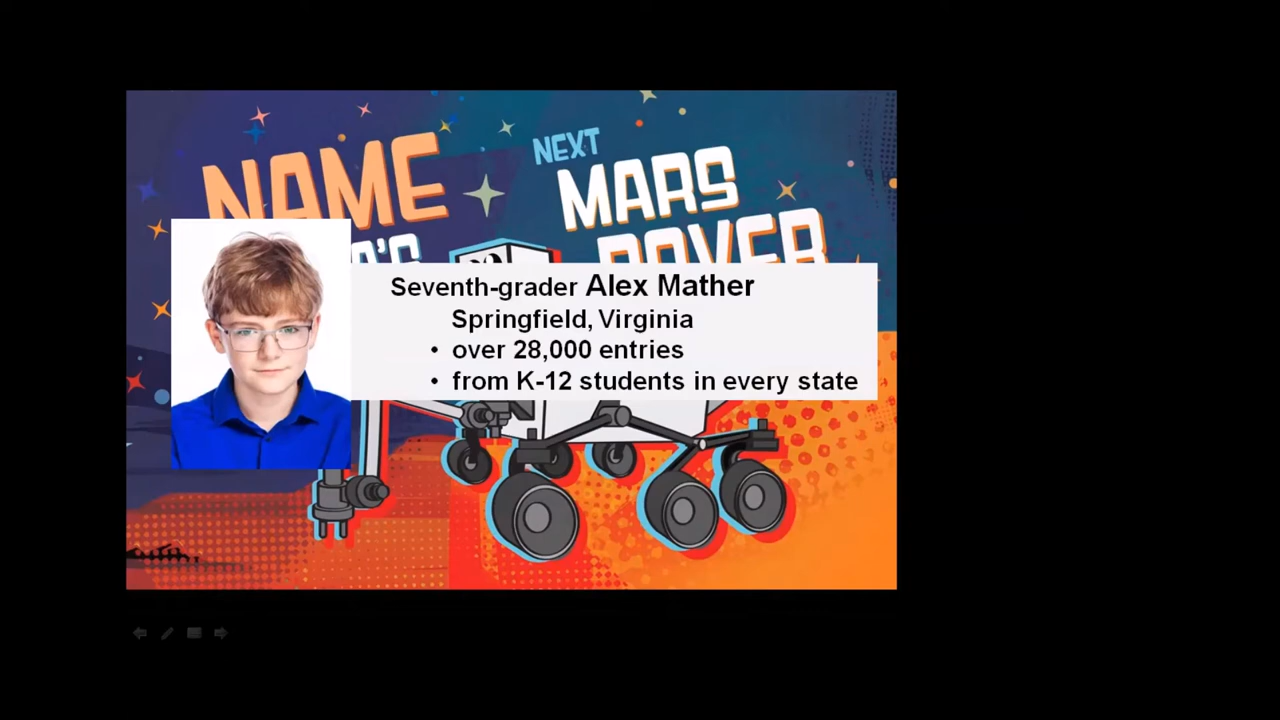 NAME
NEXT
MARS
ROVER
Seventh-grader Alex Mather
Springfield, Virginia
• over 28,000 entries
• from K-12 students in every state